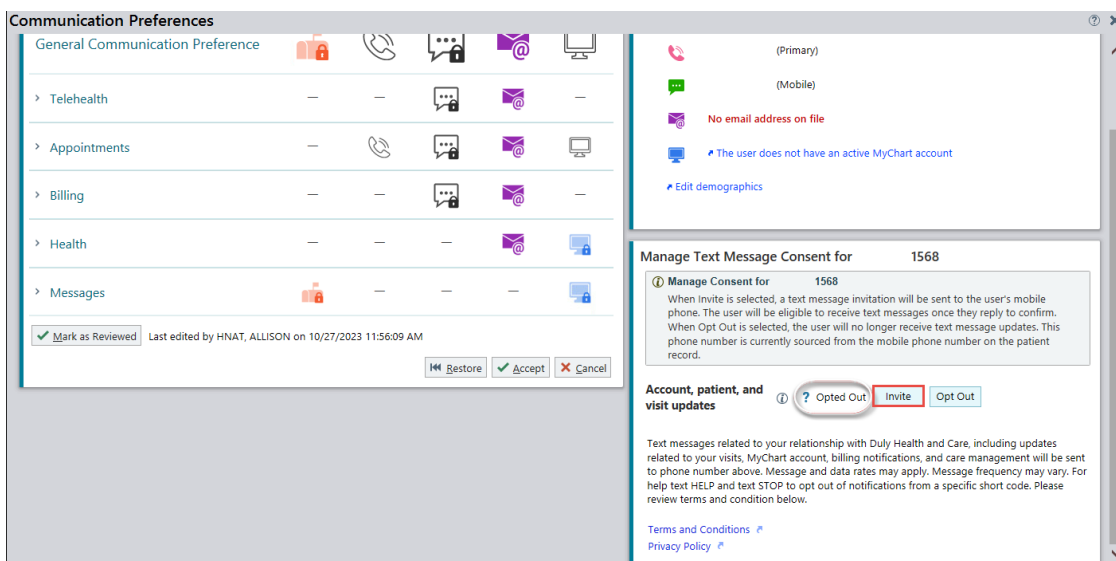 Communication Preferences
General Communication Preference
Telehealth
Appointments
Billing
Health
Messages
Mark as Reviewed Last edited by HNAT, ALLISON on 10/27/2023 11:56:09 AM
Restore Accept Cancel
(Primary)
(Mobile)
No email address on file
The user does not have an active MyChart account
Edit demographics
Manage Text Message Consent for 1568
Manage Consent for 1568
When Invite is selected, a text message invitation will be sent to the user's mobile
phone. The user will be eligible to receive text messages once they reply to confirm.
When Opt Out is selected, the user will no longer receive text message updates. This
phone number is currently sourced from the mobile phone number on the patient
record.
Account, patient, and
visit updates
? Opted Out Invite Opt Out
Text messages related to your relationship with Duly Health and Care, including updates
related to your visits, MyChart account, billing notifications, and care management will be sent
to phone number above. Message and data rates may apply. Message frequency may vary. For
help text HELP and text STOP to opt out of notifications from a specific short code. Please
review terms and condition below.
Terms and Conditions
Privacy Policy